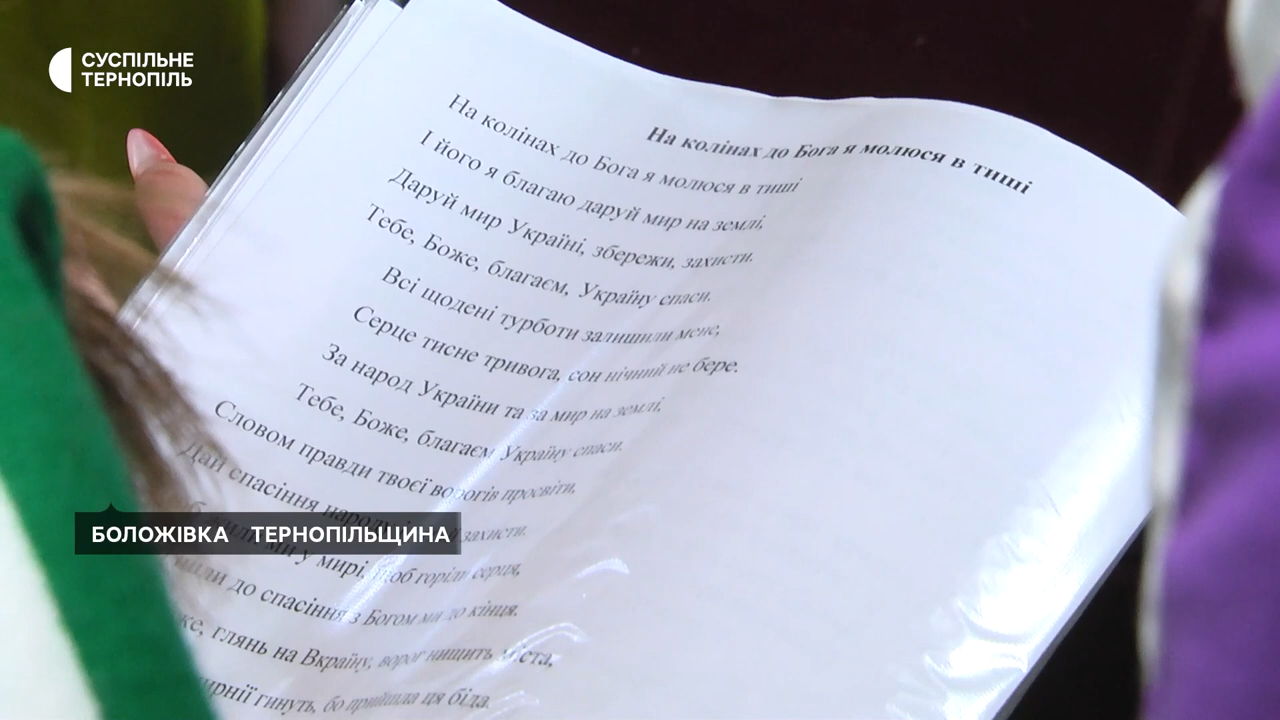 СУСПІЛЬНЕ
ТЕРНОПІЛЬ
На колінах до Бога я молюся в тиші
На колінах до Бога я молюся в тиші
І його я благаю даруй мир на землі,
Даруй мир Україні, збережи, захисти.
Тебе, Боже, благаєм, Україну спаси.
Всі щодені турботи залишили мене,
Серце тисне тривога, сон нічний не бере.
За народ України та за мир на землі,
Тебе, Боже, благаєм Україну спаси.
Словом правди твоєї ворогів просвіти,
Дай спасіння народу захисти.
ми у мирі, щоб горіли серця,
до спасіння з Богом ми до кінця.
глянь на Вкраїну, ворог нищить міста,
гинуть, бо прийшла ця біда.
БОЛОЖІВКА ТЕРНОПІЛЬЩИНА